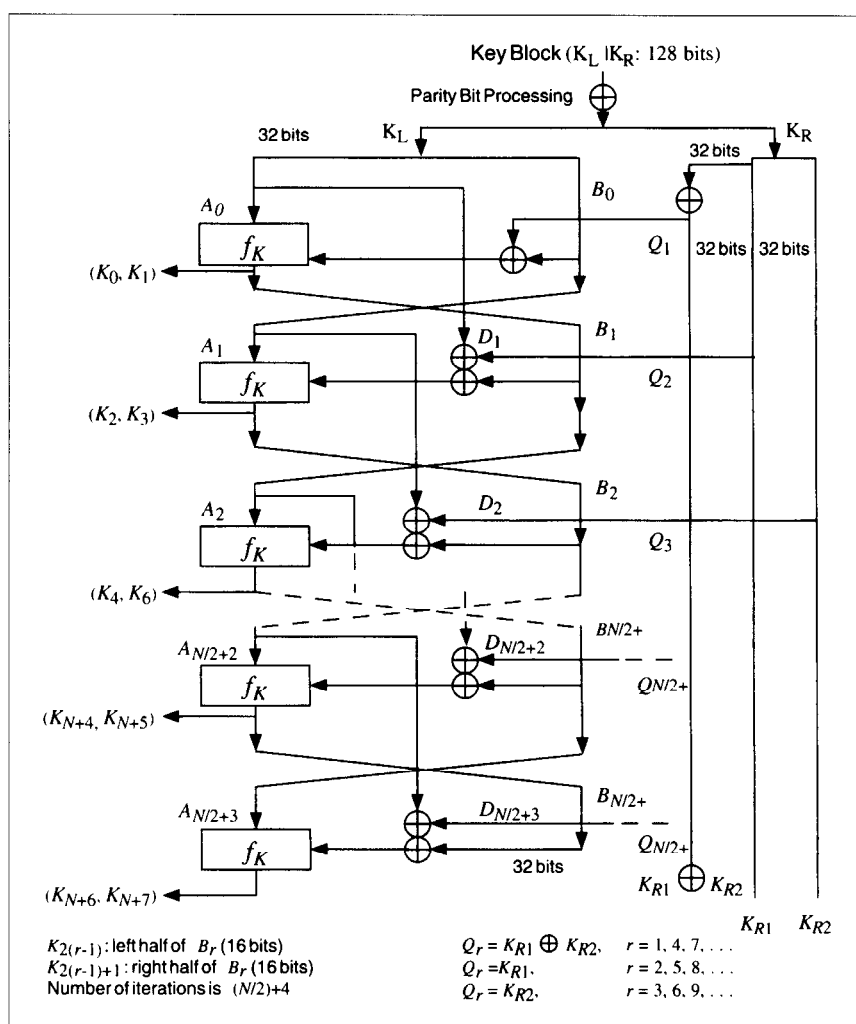 Key Block (K_L |K_R: 128 bits)
Parity Bit Processing
32 bits K_L K_R
32 bits
A_0 B_0
f_K Q_1 32 bits 32 bits
(K_0, K_1)
A_1 D_1 B_1
f_K Q_2
(K_2, K_3)
A_2 D_2 B_2
f_K Q_3
(K_4, K_6)
A_{N/2+2} D_{N/2+2} B_{N/2+}
f_K Q_{N/2+}
(K_{N+4}, K_{N+5})
A_{N/2+3} D_{N/2+3} B_{N/2+}
f_K 32 bits Q_{N/2+}
K_{R1} K_{R2}
(K_{N+6}, K_{N+7})
K_{R1} K_{R2}
K_{2(r-1)}: left half of B_r (16 bits) Q_r = K_{R1} ⊕ K_{R2}, r = 1, 4, 7, . . .
K_{2(r-1)+1}: right half of B_r (16 bits) Q_r =K_{R1}, r = 2, 5, 8, . . .
Number of iterations is (N/2)+4 Q_r = K_{R2}, r = 3, 6, 9, . . .